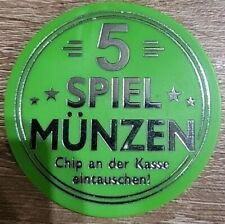 5
SPIEL
MÜNZEN
Chip an der Kasse
eintauschen!